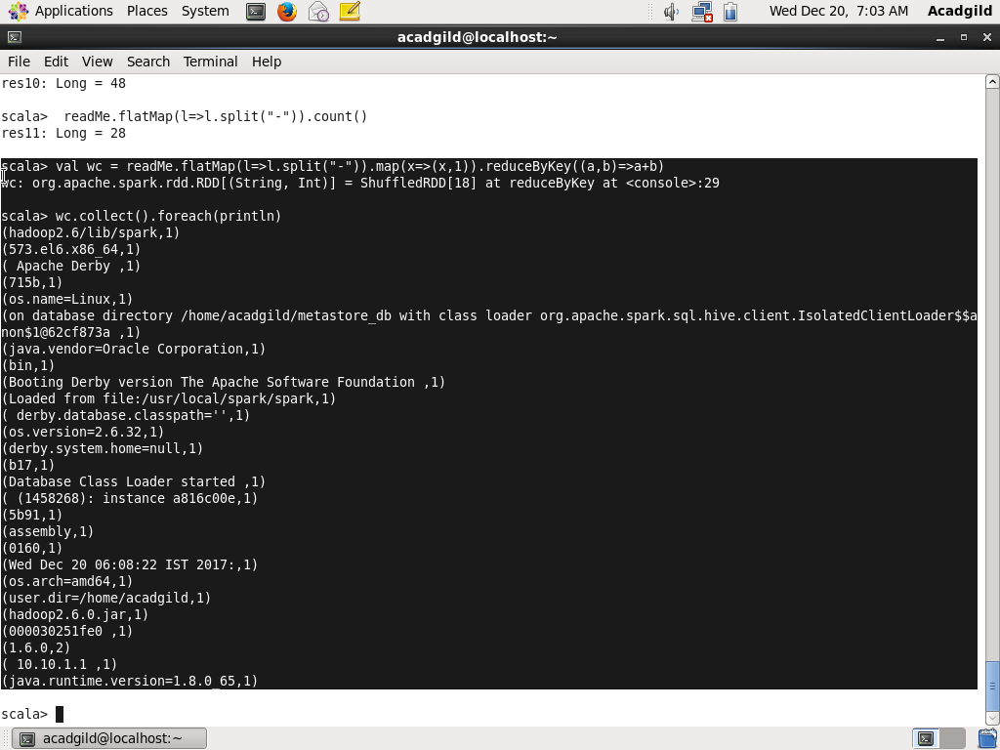 Applications Places System Wed Dec 20, 7:03 AM Acadgild
acadgild@localhost:~
File Edit View Search Terminal Help
res10: Long = 48
scala>  readMe.flatMap(l=>l.split("-")).count()
res11: Long = 28
scala> val wc = readMe.flatMap(l=>l.split("-")).map(x=>(x,1)).reduceByKey((a,b)=>a+b)
wc: org.apache.spark.rdd.RDD[(String, Int)] = ShuffledRDD[18] at reduceByKey at <console>:29
scala> wc.collect().foreach(println)
(hadoop2.6/lib/spark,1)
(573.el6.x86_64,1)
( Apache Derby ,1)
(715b,1)
(os.name=Linux,1)
(on database directory /home/acadgild/metastore_db with class loader org.apache.spark.sql.hive.client.IsolatedClientLoader$$a
non$1@62cf873a ,1)
(java.vendor=Oracle Corporation,1)
(bin,1)
(Booting Derby version The Apache Software Foundation ,1)
(Loaded from file:/usr/local/spark/spark,1)
( derby.database.classpath='',1)
(os.version=2.6.32,1)
(derby.system.home=null,1)
(b17,1)
(Database Class Loader started ,1)
( (1458268): instance a816c00e,1)
(5b91,1)
(assembly,1)
(0160,1)
(Wed Dec 20 06:08:22 IST 2017:,1)
(os.arch=amd64,1)
(user.dir=/home/acadgild,1)
(hadoop2.6.0.jar,1)
(000030251fe0 ,1)
(1.6.0,2)
( 10.10.1.1 ,1)
(java.runtime.version=1.8.0_65,1)
scala>
acadgild@localhost:~